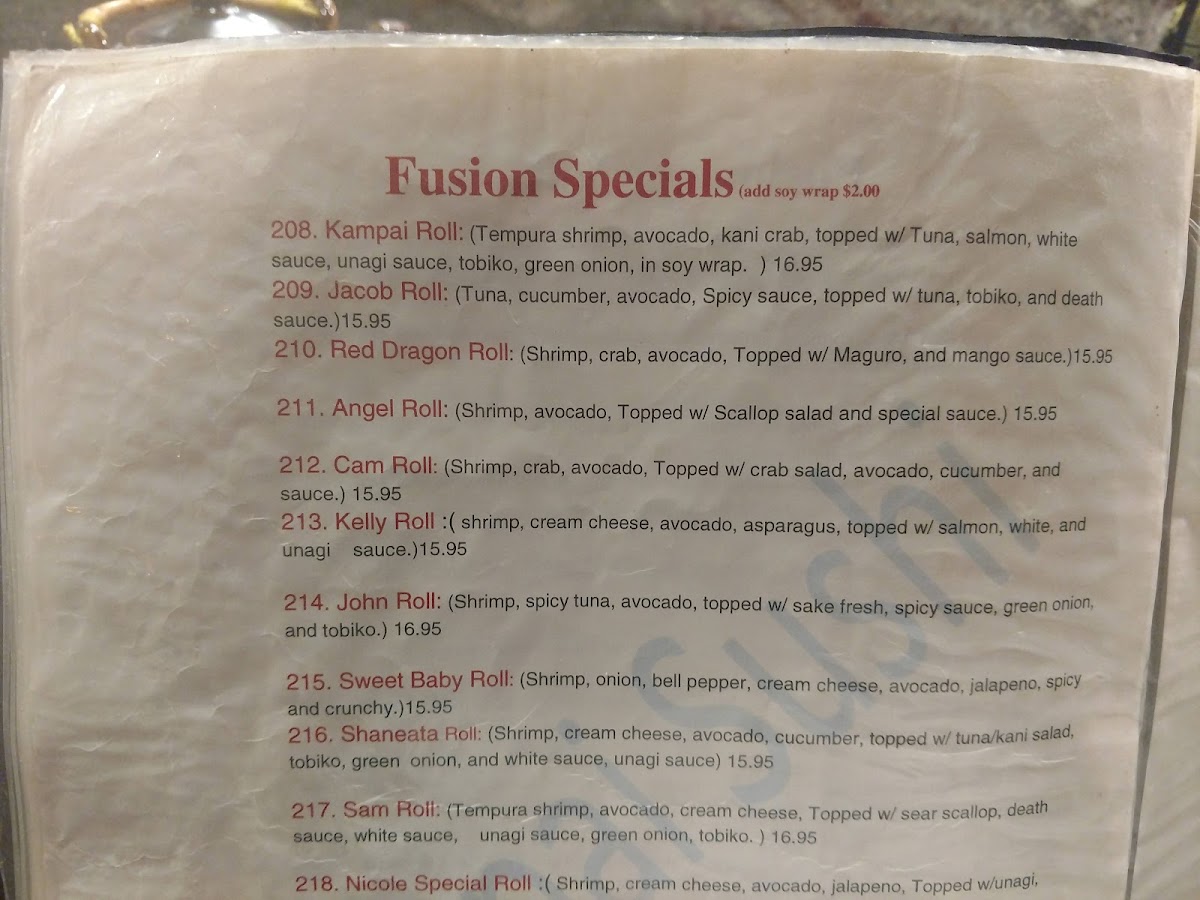 Fusion Specials (add soy wrap $2.00
208. Kampai Roll: (Tempura shrimp, avocado, kani crab, topped w/ Tuna, salmon, white
sauce, unagi sauce, tobiko, green onion, in soy wrap. ) 16.95
209. Jacob Roll: (Tuna, cucumber, avocado, Spicy sauce, topped w/ tuna, tobiko, and death
sauce.)15.95
210. Red Dragon Roll: (Shrimp, crab, avocado, Topped w/ Maguro, and mango sauce.)15.95
211. Angel Roll: (Shrimp, avocado, Topped w/ Scallop salad and special sauce.) 15.95
212. Cam Roll: (Shrimp, crab, avocado, Topped w/ crab salad, avocado, cucumber, and
sauce.) 15.95
213. Kelly Roll :( shrimp, cream cheese, avocado, asparagus, topped w/ salmon, white, and
unagi sauce.)15.95
214. John Roll: (Shrimp, spicy tuna, avocado, topped w/ sake fresh, spicy sauce, green onion,
and tobiko.) 16.95
215. Sweet Baby Roll: (Shrimp, onion, bell pepper, cream cheese, avocado, jalapeno, spicy
and crunchy.)15.95
216. Shaneata Roll: (Shrimp, cream cheese, avocado, cucumber, topped w/ tuna/kani salad,
tobiko, green onion, and white sauce, unagi sauce) 15.95
217. Sam Roll: (Tempura shrimp, avocado, cream cheese, Topped w/ sear scallop, death
sauce, white sauce, unagi sauce, green onion, tobiko. ) 16.95
218. Nicole Special Roll :( Shrimp, cream cheese, avocado, jalapeno, Topped w/unagi,
Sushi